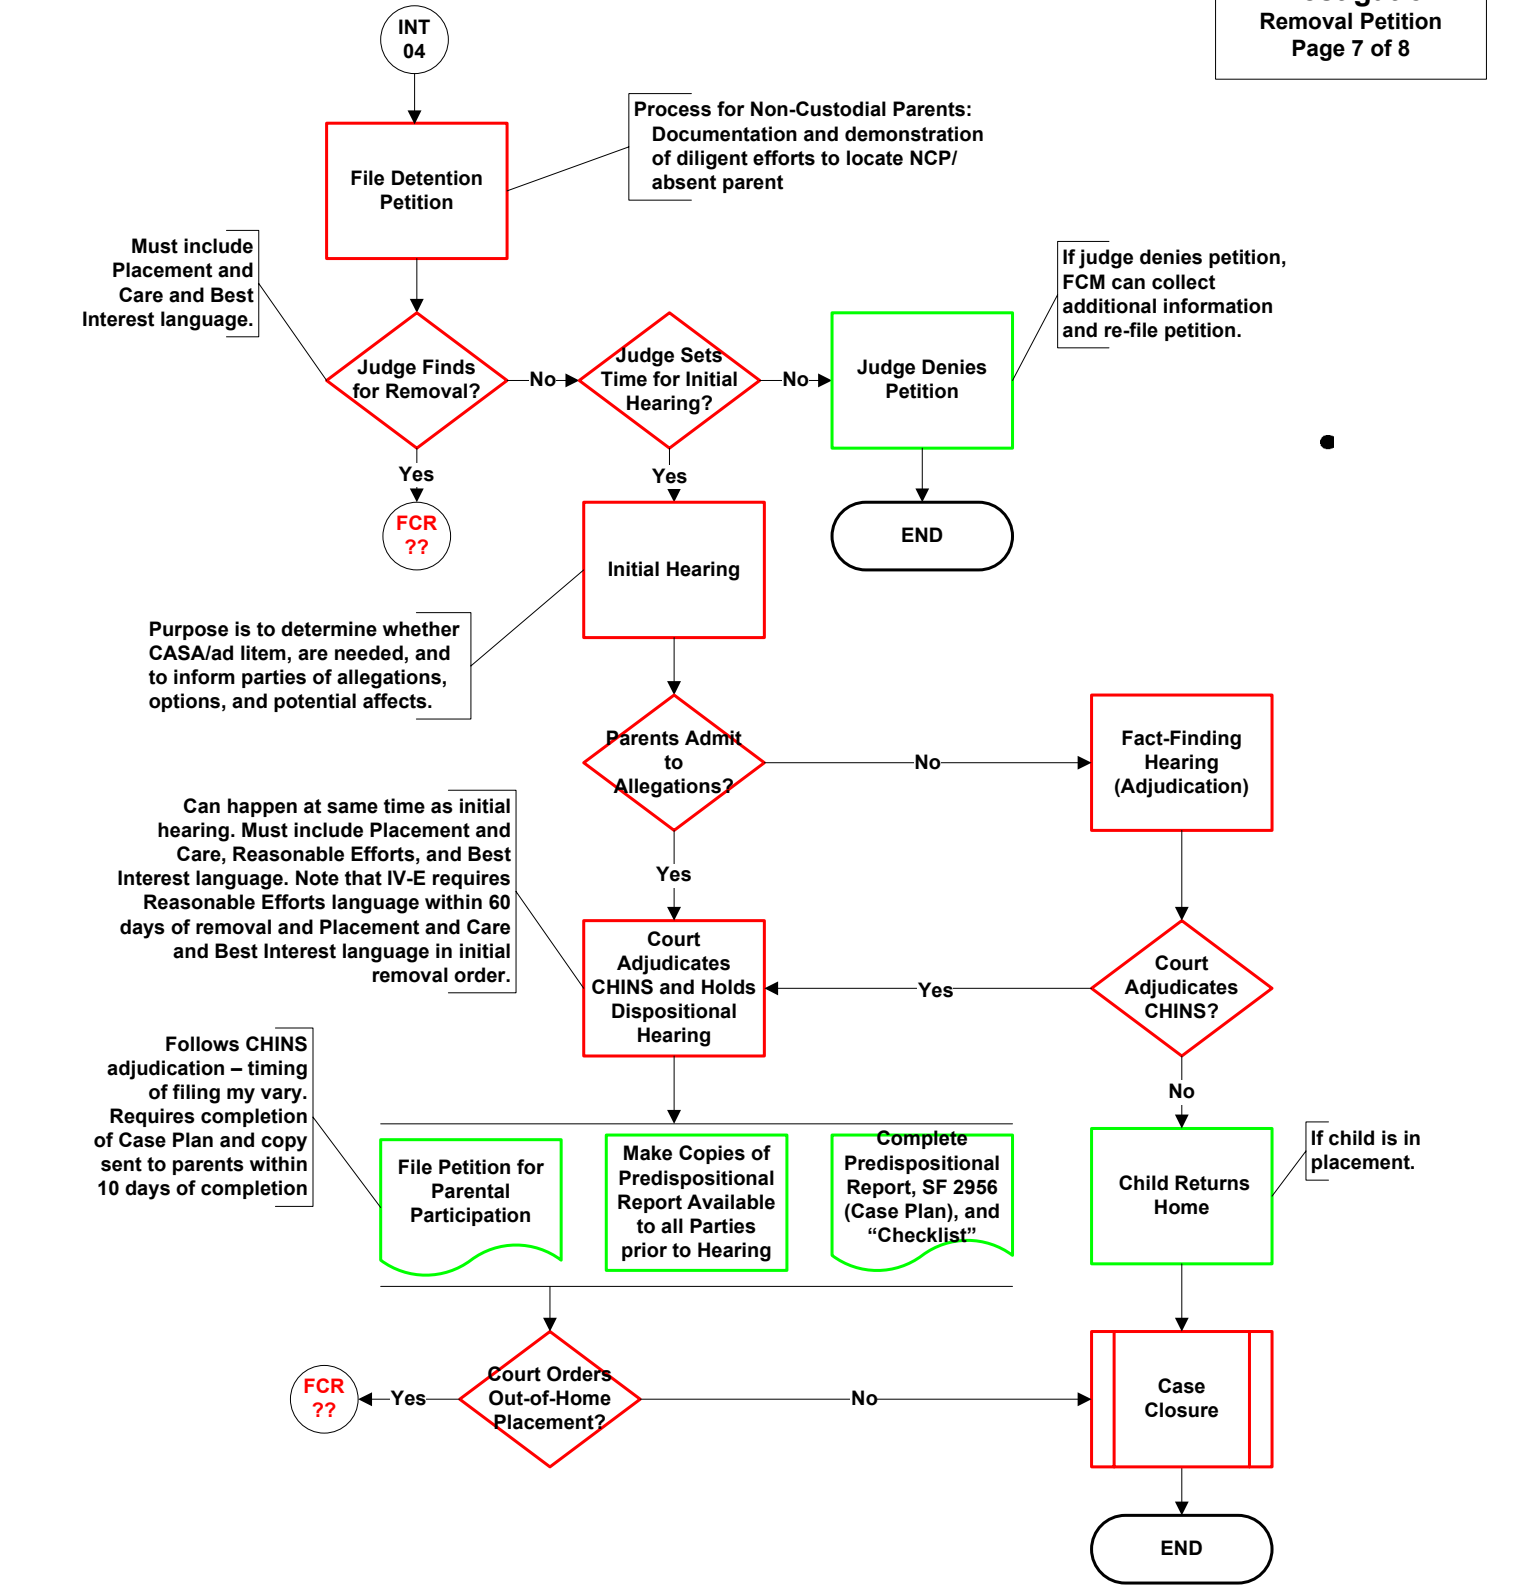 Removal Petition
Page 7 of 8
INT
04
Process for Non-Custodial Parents:
Documentation and demonstration
of diligent efforts to locate NCP/
absent parent
File Detention
Petition
Must include
Placement and
Care and Best
Interest language.
If judge denies petition,
FCM can collect
additional information
and re-file petition.
Judge Finds
for Removal?
No
Judge Sets
Time for Initial
Hearing?
No
Judge Denies
Petition
Yes
Yes
FCR
??
END
Initial Hearing
Purpose is to determine whether
CASA/ad litem, are needed, and
to inform parties of allegations,
options, and potential affects.
Parents Admit
to
Allegations?
No
Fact-Finding
Hearing
(Adjudication)
Can happen at same time as initial
hearing. Must include Placement and
Care, Reasonable Efforts, and Best
Interest language. Note that IV-E requires
Reasonable Efforts language within 60
days of removal and Placement and Care
and Best Interest language in initial
removal order.
Yes
Court
Adjudicates
CHINS and Holds
Dispositional
Hearing
Yes
Court
Adjudicates
CHINS?
Follows CHINS
adjudication – timing
of filing my vary.
Requires completion
of Case Plan and copy
sent to parents within
10 days of completion
No
File Petition for
Parental
Participation
Make Copies of
Predispositional
Report Available
to all Parties
prior to Hearing
Complete
Predispositional
Report, SF 2956
(Case Plan), and
“Checklist”
Child Returns
Home
If child is in
placement.
FCR
??
Yes
Court Orders
Out-of-Home
Placement?
No
Case
Closure
END